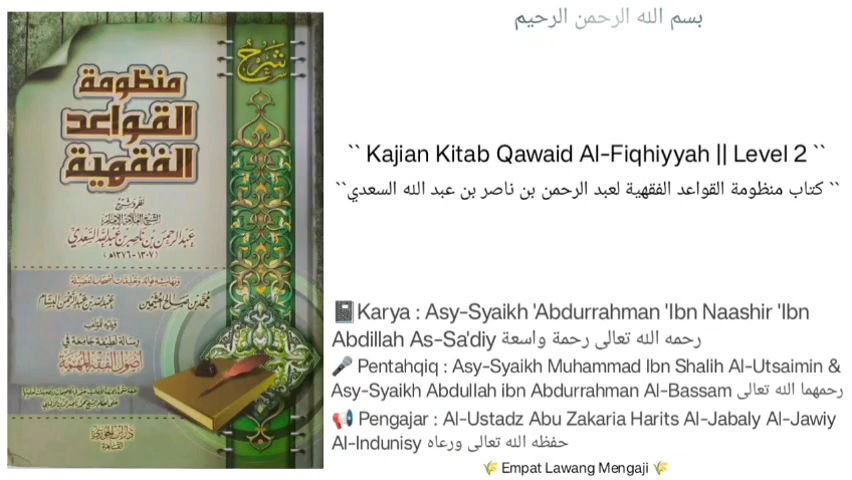 شرح
منظومة
القواعد
الفقهية
نظم وشرح
الشيخ العلامة الإمام
عبد الرحمن بن ناصر بن عبد الله السعدي
(١٣٠٧-١٣٧٦ه)
محمد بن صالح العثيمين
عبد الله بن عبد الرحمن البسام
رسالة لطيفة جامعة في
أصول الفقه المهمة
القاهرة
بسم الله الرحمن الرحيم
`` Kajian Kitab Qawaid Al-Fiqhiyyah || Level 2 ``
`` كتاب منظومة القواعد الفقهية لعبد الرحمن بن ناصر بن عبد الله السعدي``
📓Karya : Asy-Syaikh 'Abdurrahman 'Ibn Naashir 'Ibn
Abdillah As-Sa'diy رحمه الله تعالى رحمة واسعة
🎤 Pentahqiq : Asy-Syaikh Muhammad Ibn Shalih Al-Utsaimin &
Asy-Syaikh Abdullah ibn Abdurrahman Al-Bassam رحمهما الله تعالى
📢 Pengajar : Al-Ustadz Abu Zakaria Harits Al-Jabaly Al-Jawiy
Al-Indunisy حفظه الله تعالى ورعاه
🌾 Empat Lawang Mengaji 🌾